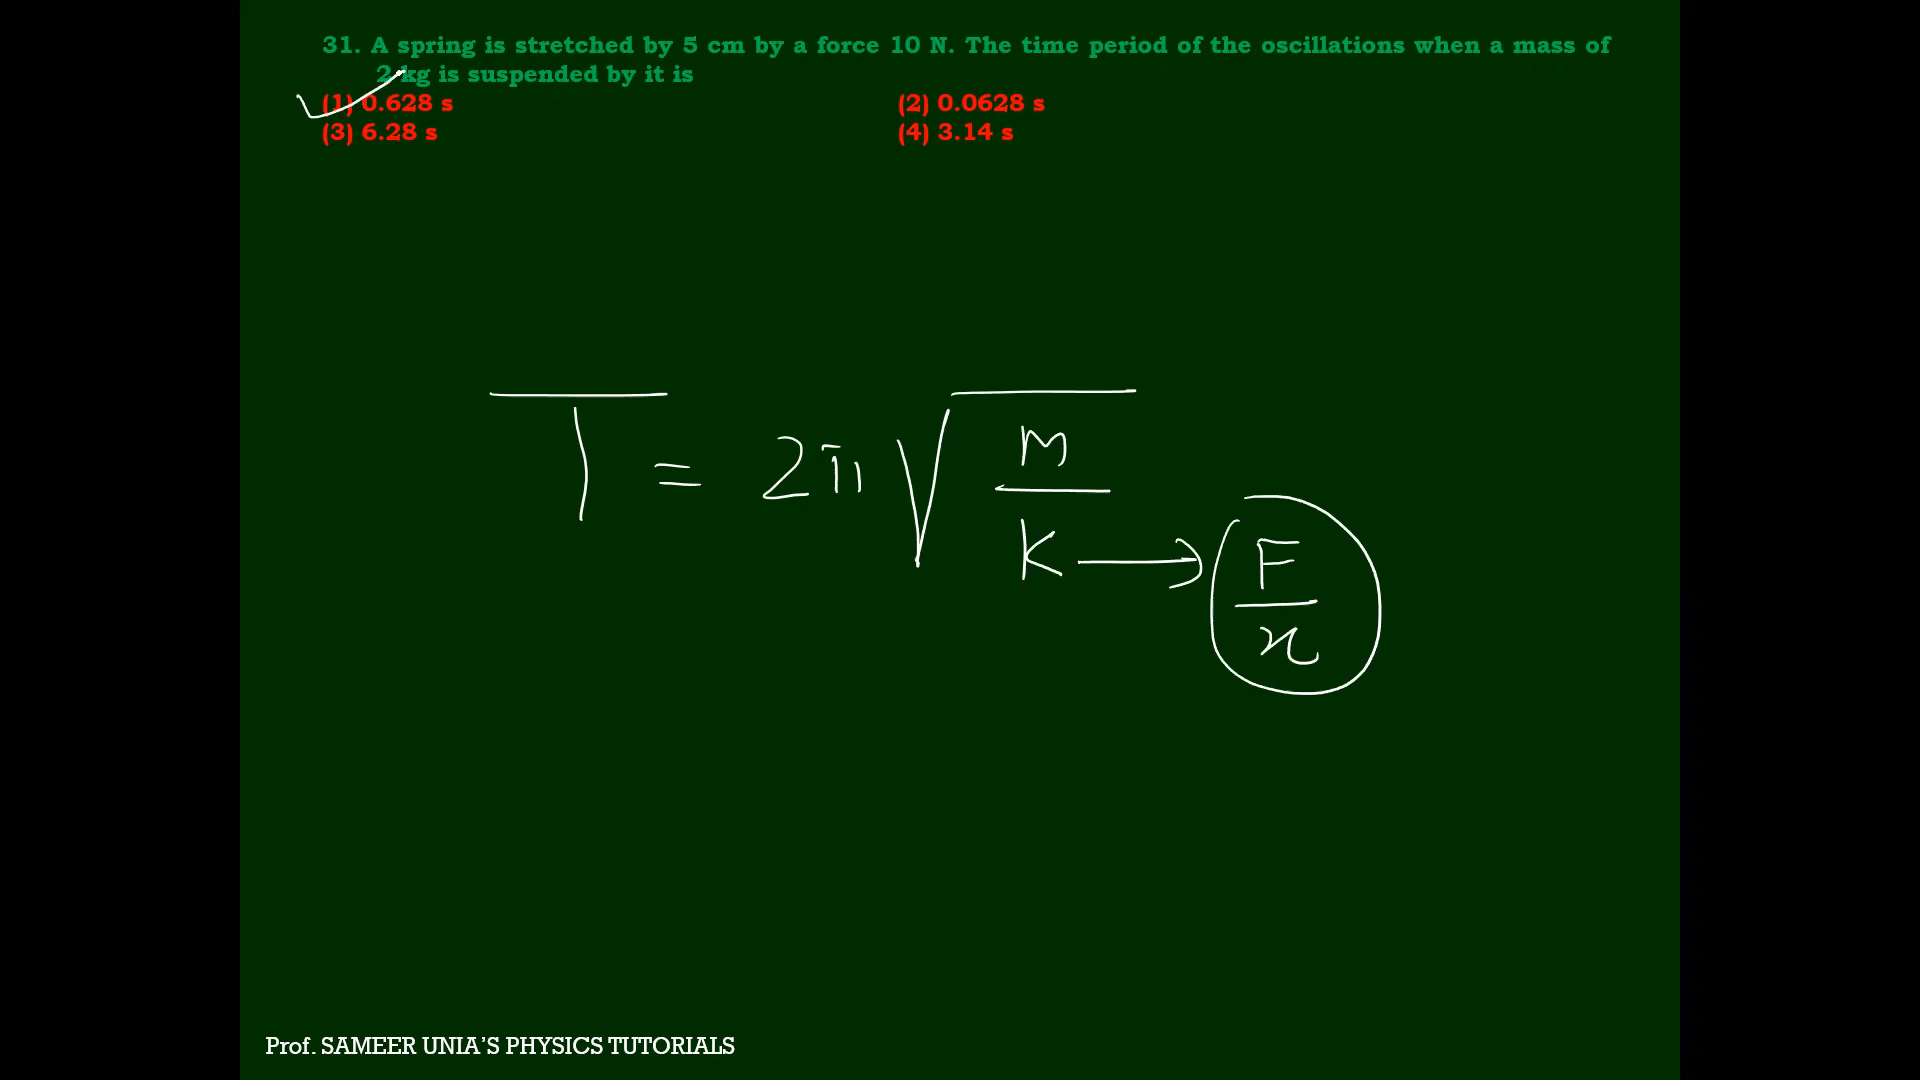 31. A spring is stretched by 5 cm by a force 10 N. The time period of the oscillations when a mass of
2 kg is suspended by it is
(1) 0.628 s (2) 0.0628 s
(3) 6.28 s (4) 3.14 s
T = 2π √ m
K → F
x
Prof. SAMEER UNIA'S PHYSICS TUTORIALS